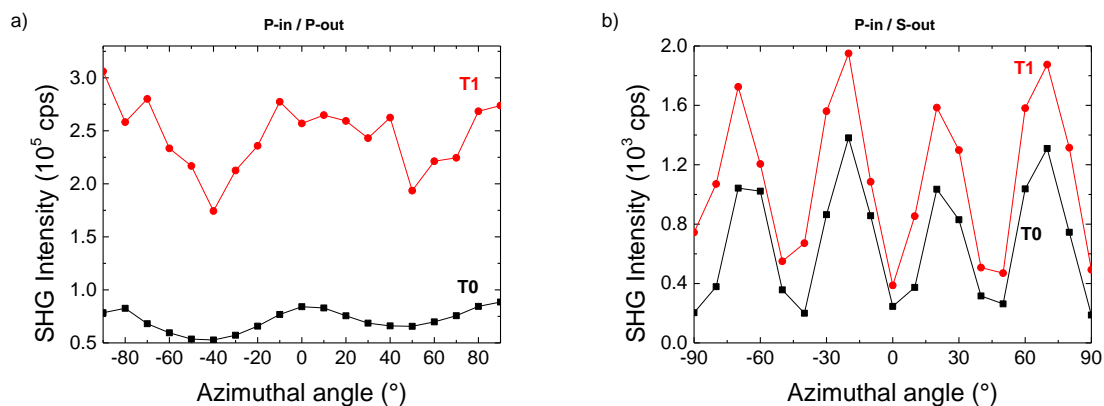 a)
P-in / P-out
T1
T0
SHG Intensity (10⁵ cps)
3.0
2.5
2.0
1.5
1.0
0.5
-80 -60 -40 -20 0 20 40 60 80
Azimuthal angle (°)
b)
P-in / S-out
T1
T0
SHG Intensity (10³ cps)
2.0
1.6
1.2
0.8
0.4
0.0
-90 -60 -30 0 30 60 90
Azimuthal angle (°)